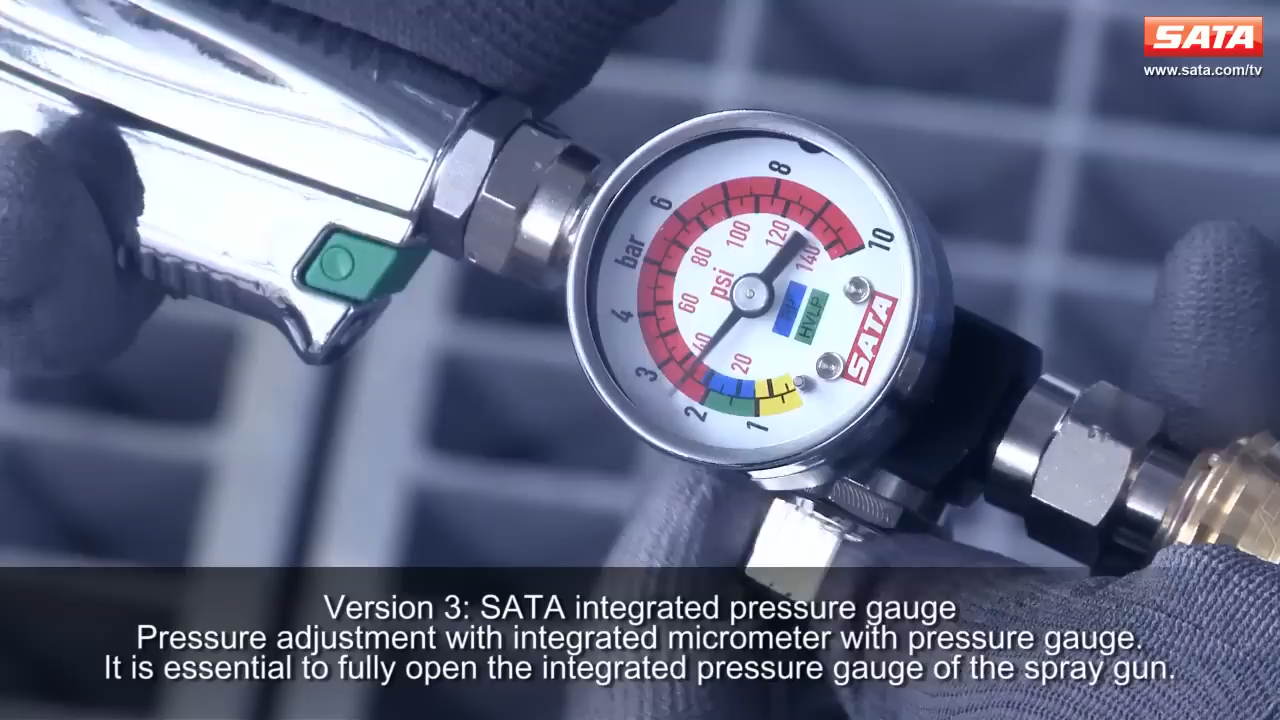 SATA
www.sata.com/tv
8
6
10
bar
120
100
140
80
psi
60
4
HVLP
40
SATA
20
3
2
1
Version 3: SATA integrated pressure gauge
Pressure adjustment with integrated micrometer with pressure gauge.
It is essential to fully open the integrated pressure gauge of the spray gun.